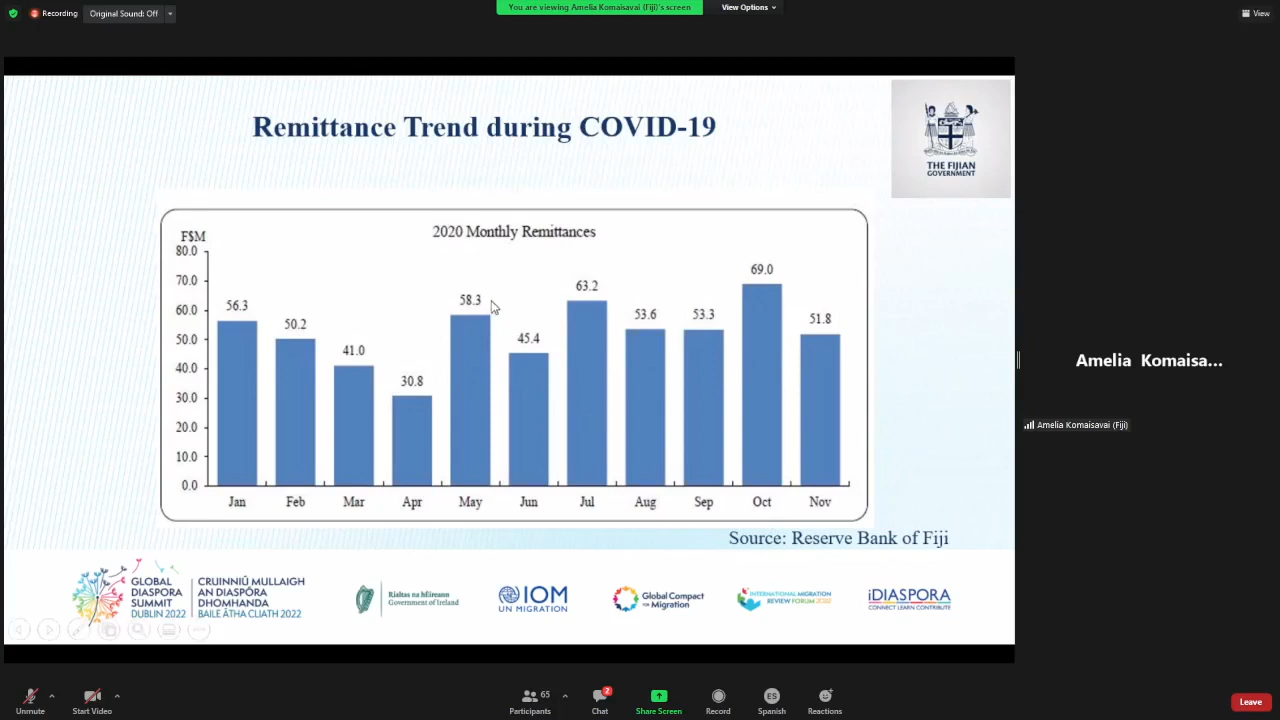 Recording
Original Sound: Off
You are viewing Amelia Komaisavai (Fiji)'s screen
View Options
View
Remittance Trend during COVID-19
THE FIJIAN
GOVERNMENT
2020 Monthly Remittances
F$M
80.0
70.0
60.0
50.0
40.0
30.0
20.0
10.0
0.0
56.3
50.2
41.0
30.8
58.3
45.4
63.2
53.6
53.3
69.0
51.8
Jan Feb Mar Apr May Jun Jul Aug Sep Oct Nov
Source: Reserve Bank of Fiji
Amelia Komaisa...
Amelia Komaisavai (Fiji)
GLOBAL
DIASPORA
SUMMIT
DUBLIN 2022
CRUINNIÚ MULLAIGH
AN DIASPÓRA
DHOMHANDA
BAILE ÁTHA CLIATH 2022
Rialtas na hÉireann
Government of Ireland
IOM
UN MIGRATION
Global Compact
for Migration
INTERNATIONAL MIGRATION
REVIEW FORUM 2022
iDIASPORA
CONNECT LEARN CONTRIBUTE
Unmute
Start Video
65
Participants
2
Chat
Share Screen
Record
ES
Spanish
Reactions
Leave